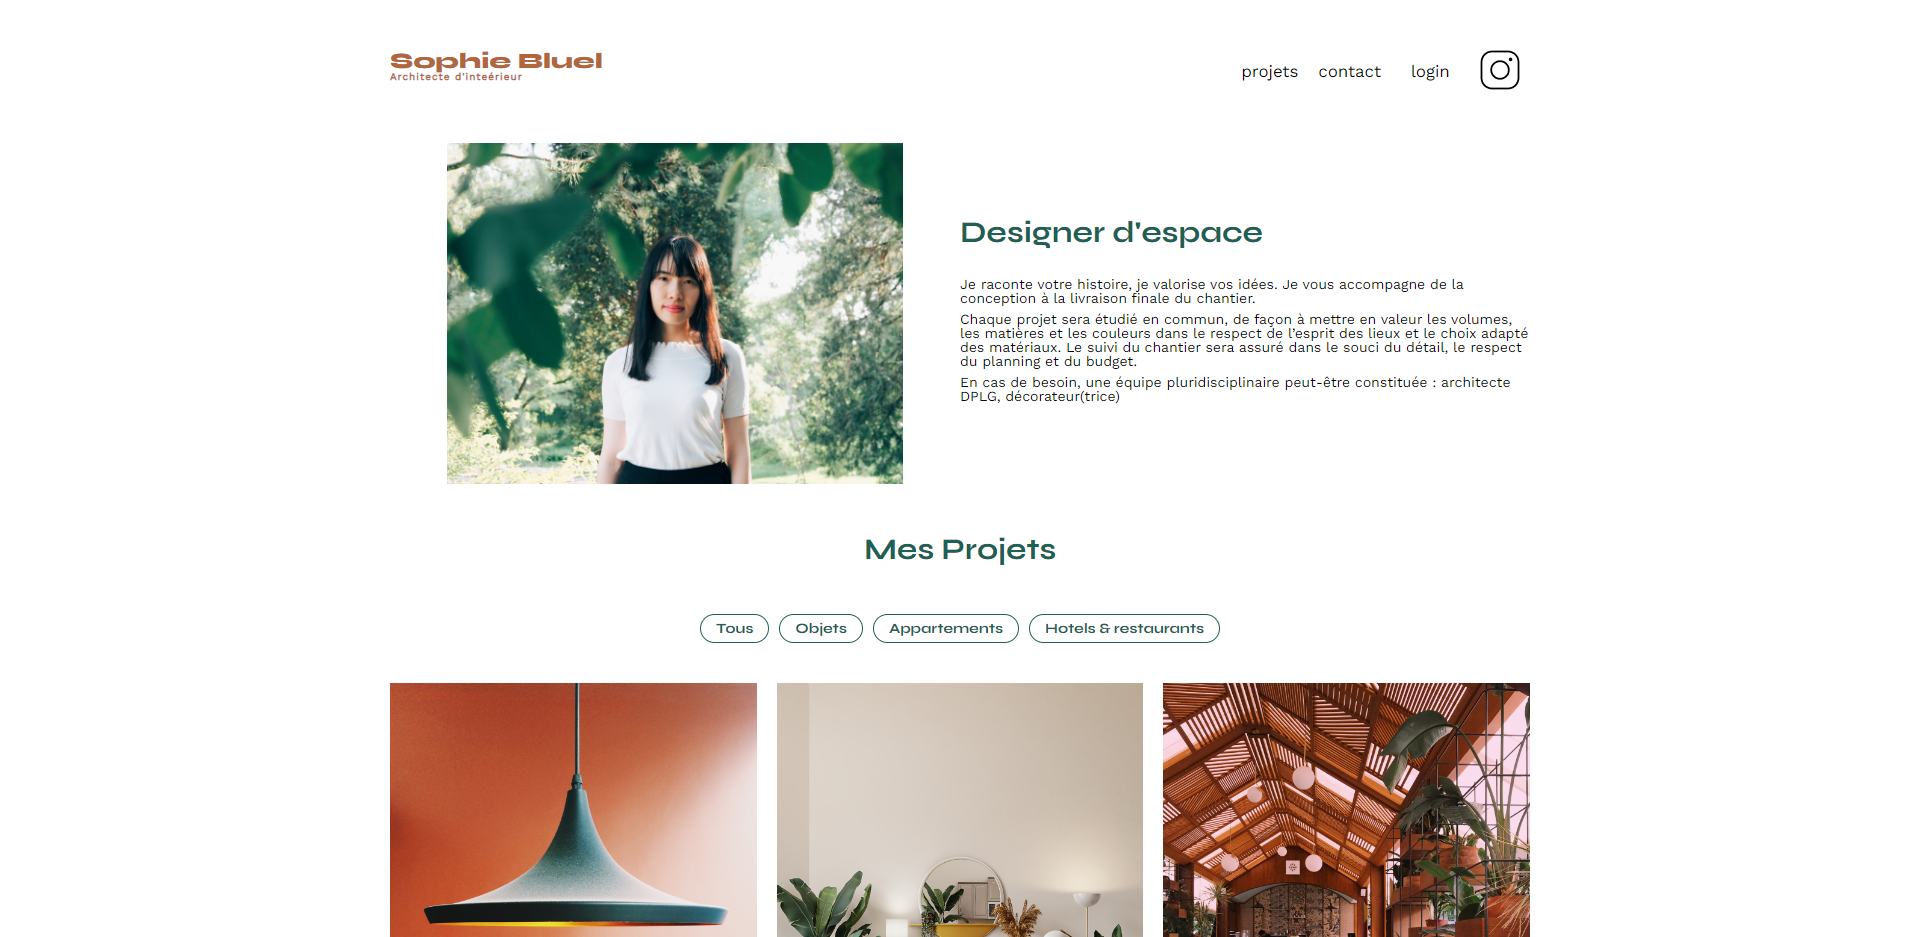 Sophie Bluel
Architecte d'inteérieur
projets
contact
login
Designer d'espace
Je raconte votre histoire, je valorise vos idées. Je vous accompagne de la
conception à la livraison finale du chantier.
Chaque projet sera étudié en commun, de façon à mettre en valeur les volumes,
les matières et les couleurs dans le respect de l’esprit des lieux et le choix adapté
des matériaux. Le suivi du chantier sera assuré dans le souci du détail, le respect
du planning et du budget.
En cas de besoin, une équipe pluridisciplinaire peut-être constituée : architecte
DPLG, décorateur(trice)
Mes Projets
Tous
Objets
Appartements
Hotels & restaurants